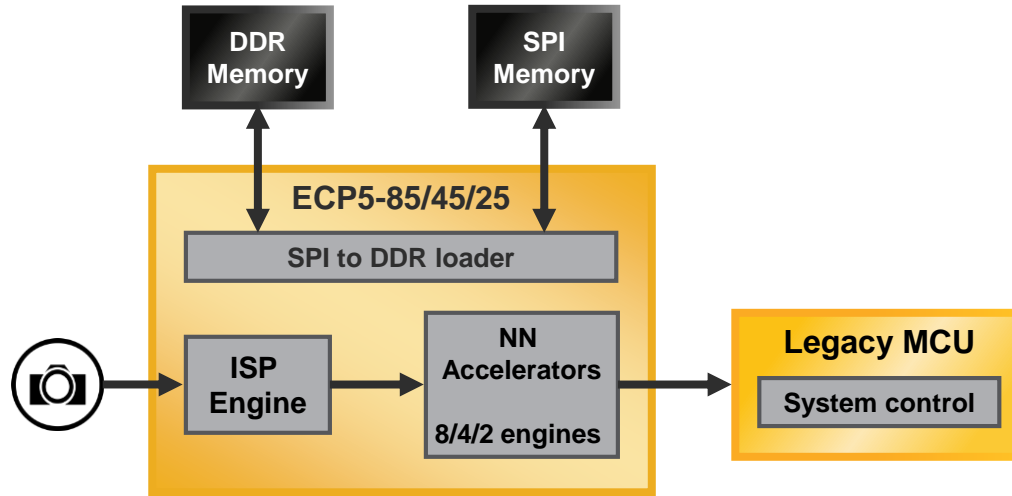 DDR
Memory
SPI
Memory
ECP5-85/45/25
SPI to DDR loader
ISP
Engine
NN
Accelerators
8/4/2 engines
Legacy MCU
System control